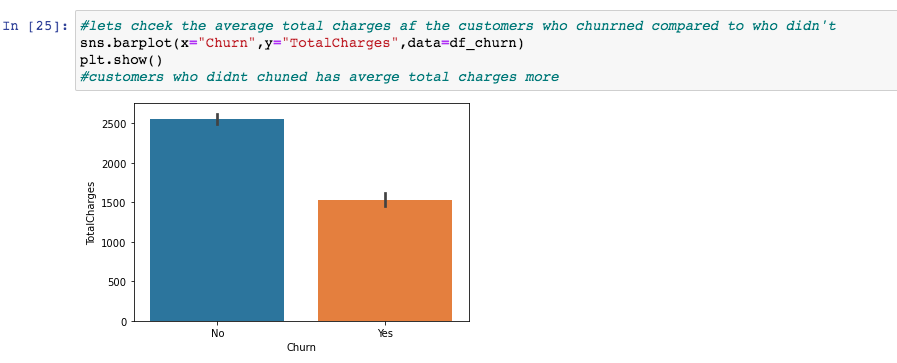 In [25]: #lets chcek the average total charges af the customers who chunrned compared to who didn't
sns.barplot(x="Churn",y="TotalCharges",data=df_churn)
plt.show()
#customers who didnt chuned has averge total charges more
2500
2000
1500
1000
500
0
TotalCharges
No Yes
Churn